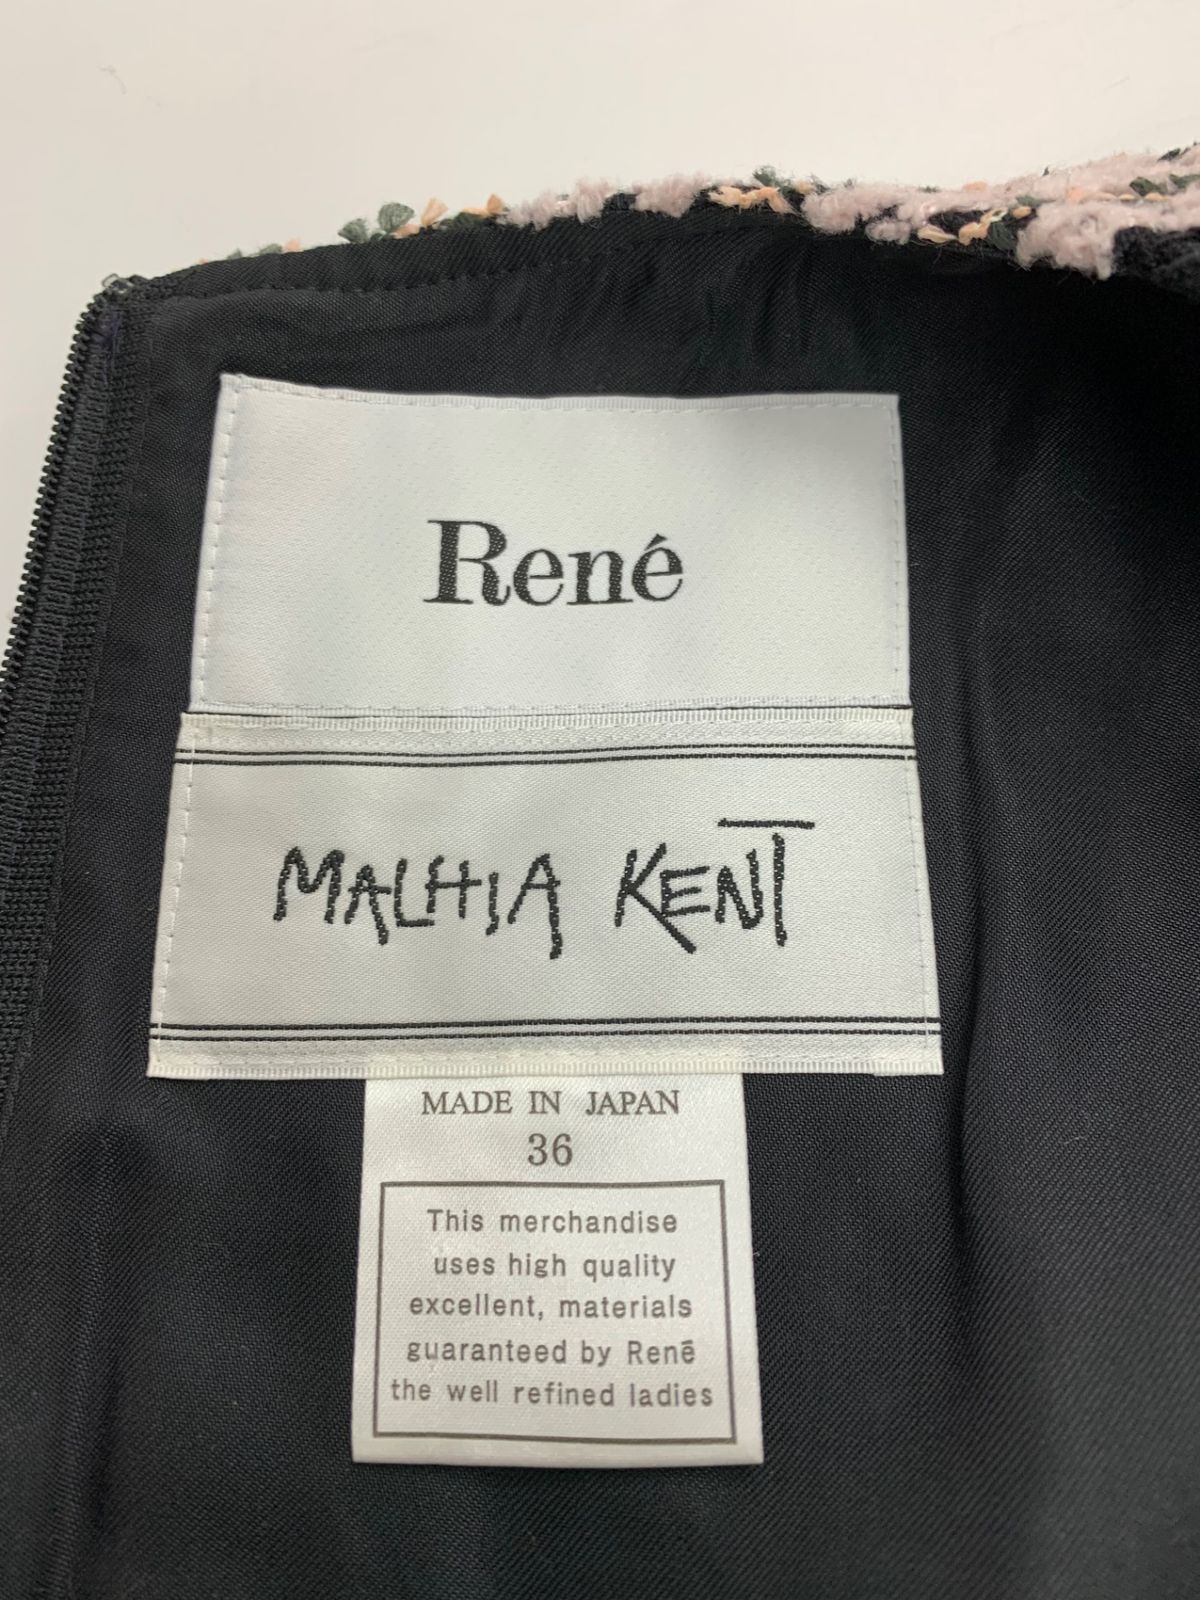 René
MALHIA KENT
MADE IN JAPAN
36
This merchandise
uses high quality
excellent, materials
guaranteed by René
the well refined ladies